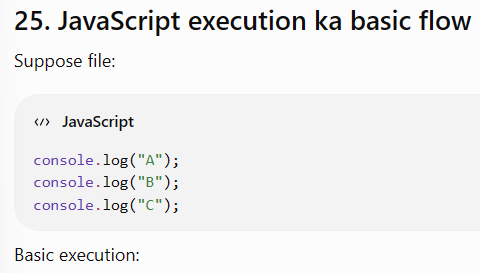 25. JavaScript execution ka basic flow
Suppose file:
</> JavaScript
console.log("A");
console.log("B");
console.log("C");
Basic execution: